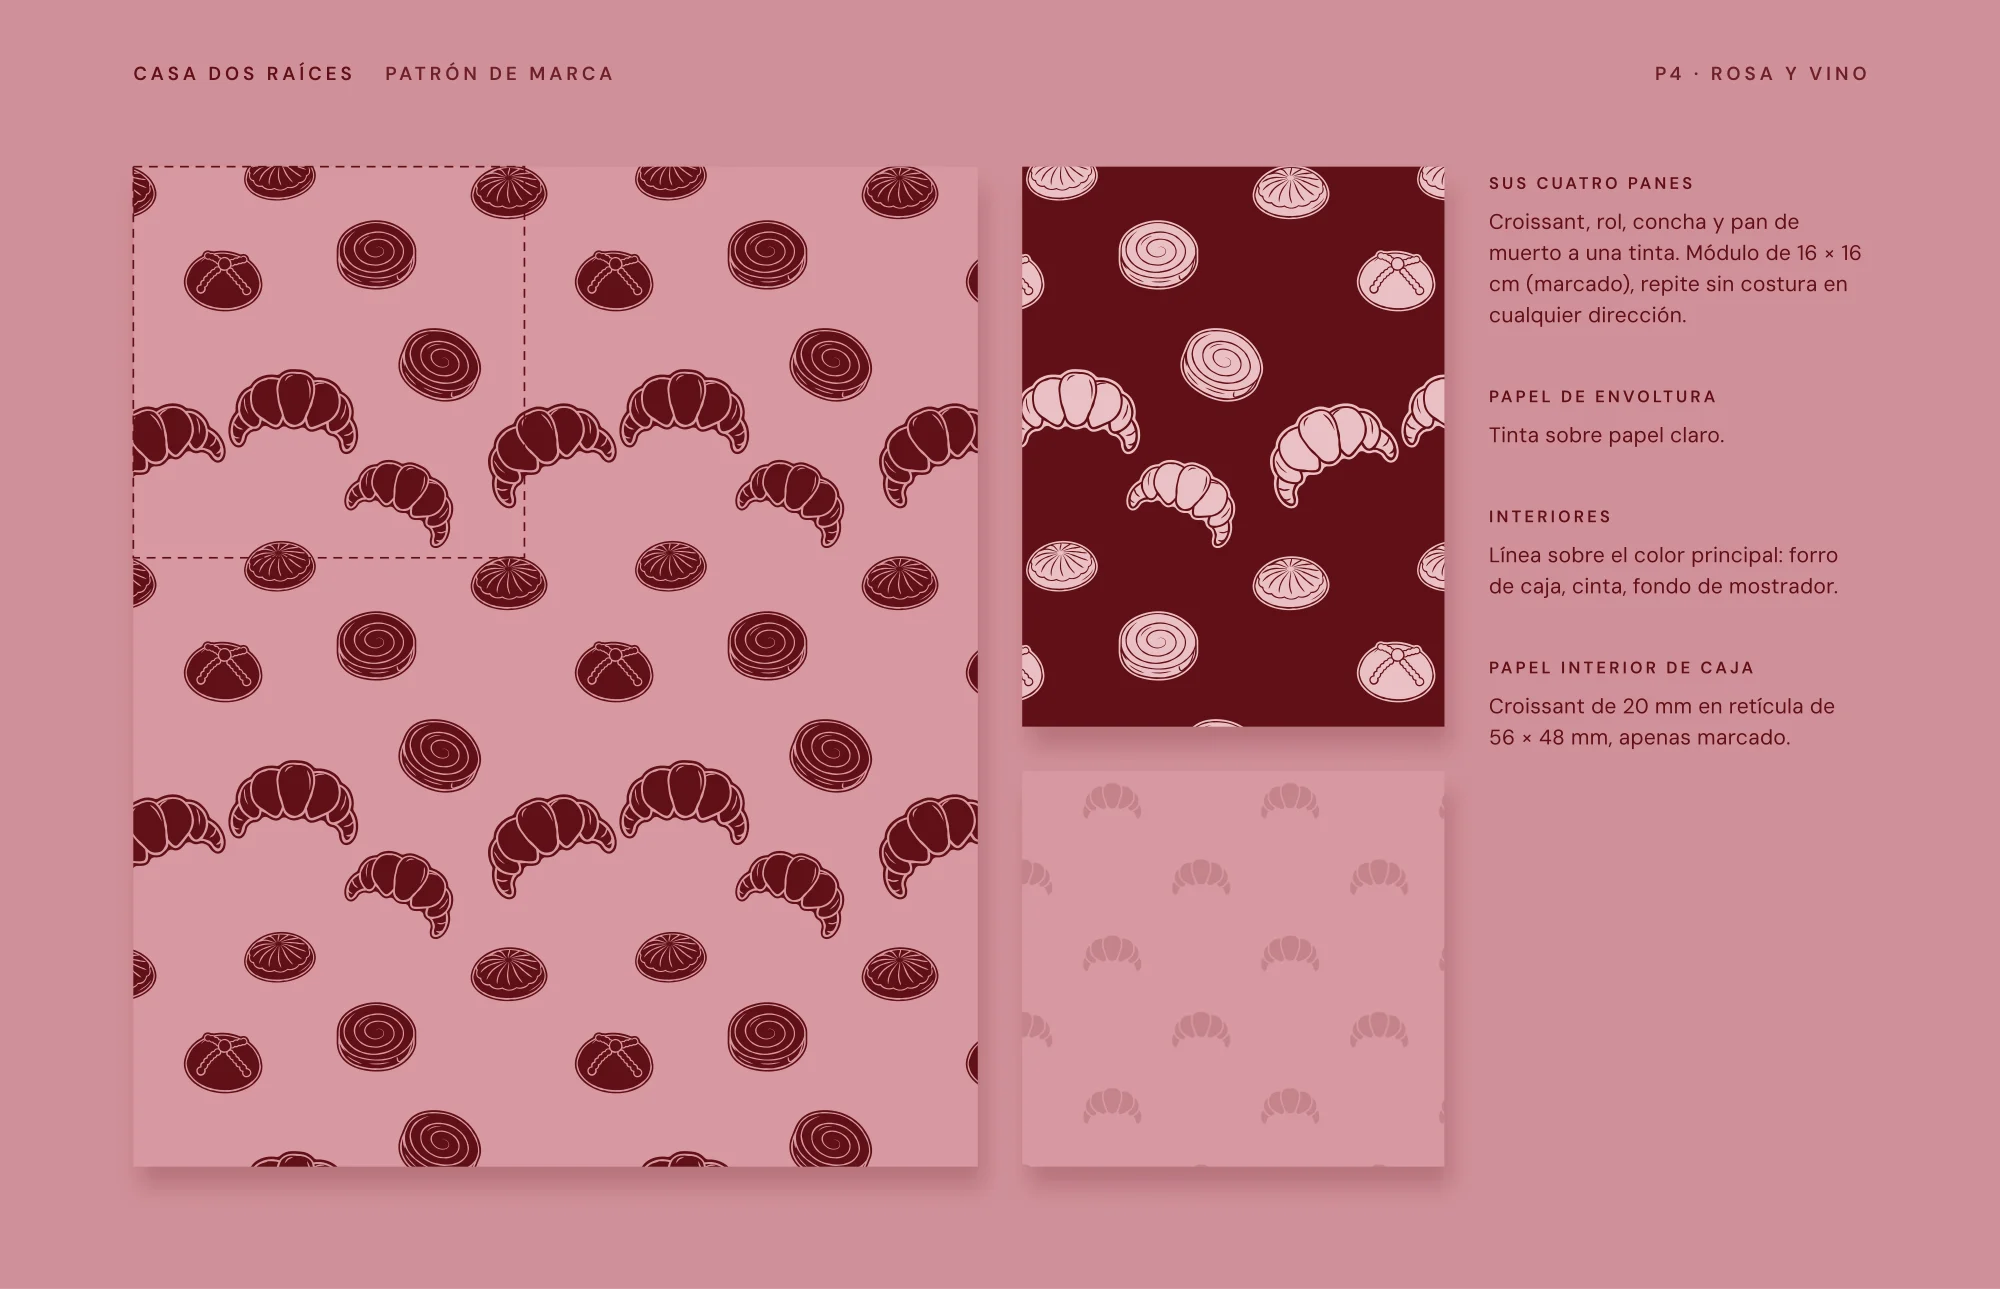 CASA DOS RAÍCES PATRÓN DE MARCA
P4 · ROSA Y VINO
SUS CUATRO PANES
Croissant, rol, concha y pan de
muerto a una tinta. Módulo de 16 × 16
cm (marcado), repite sin costura en
cualquier dirección.
PAPEL DE ENVOLTURA
Tinta sobre papel claro.
INTERIORES
Línea sobre el color principal: forro
de caja, cinta, fondo de mostrador.
PAPEL INTERIOR DE CAJA
Croissant de 20 mm en retícula de
56 × 48 mm, apenas marcado.